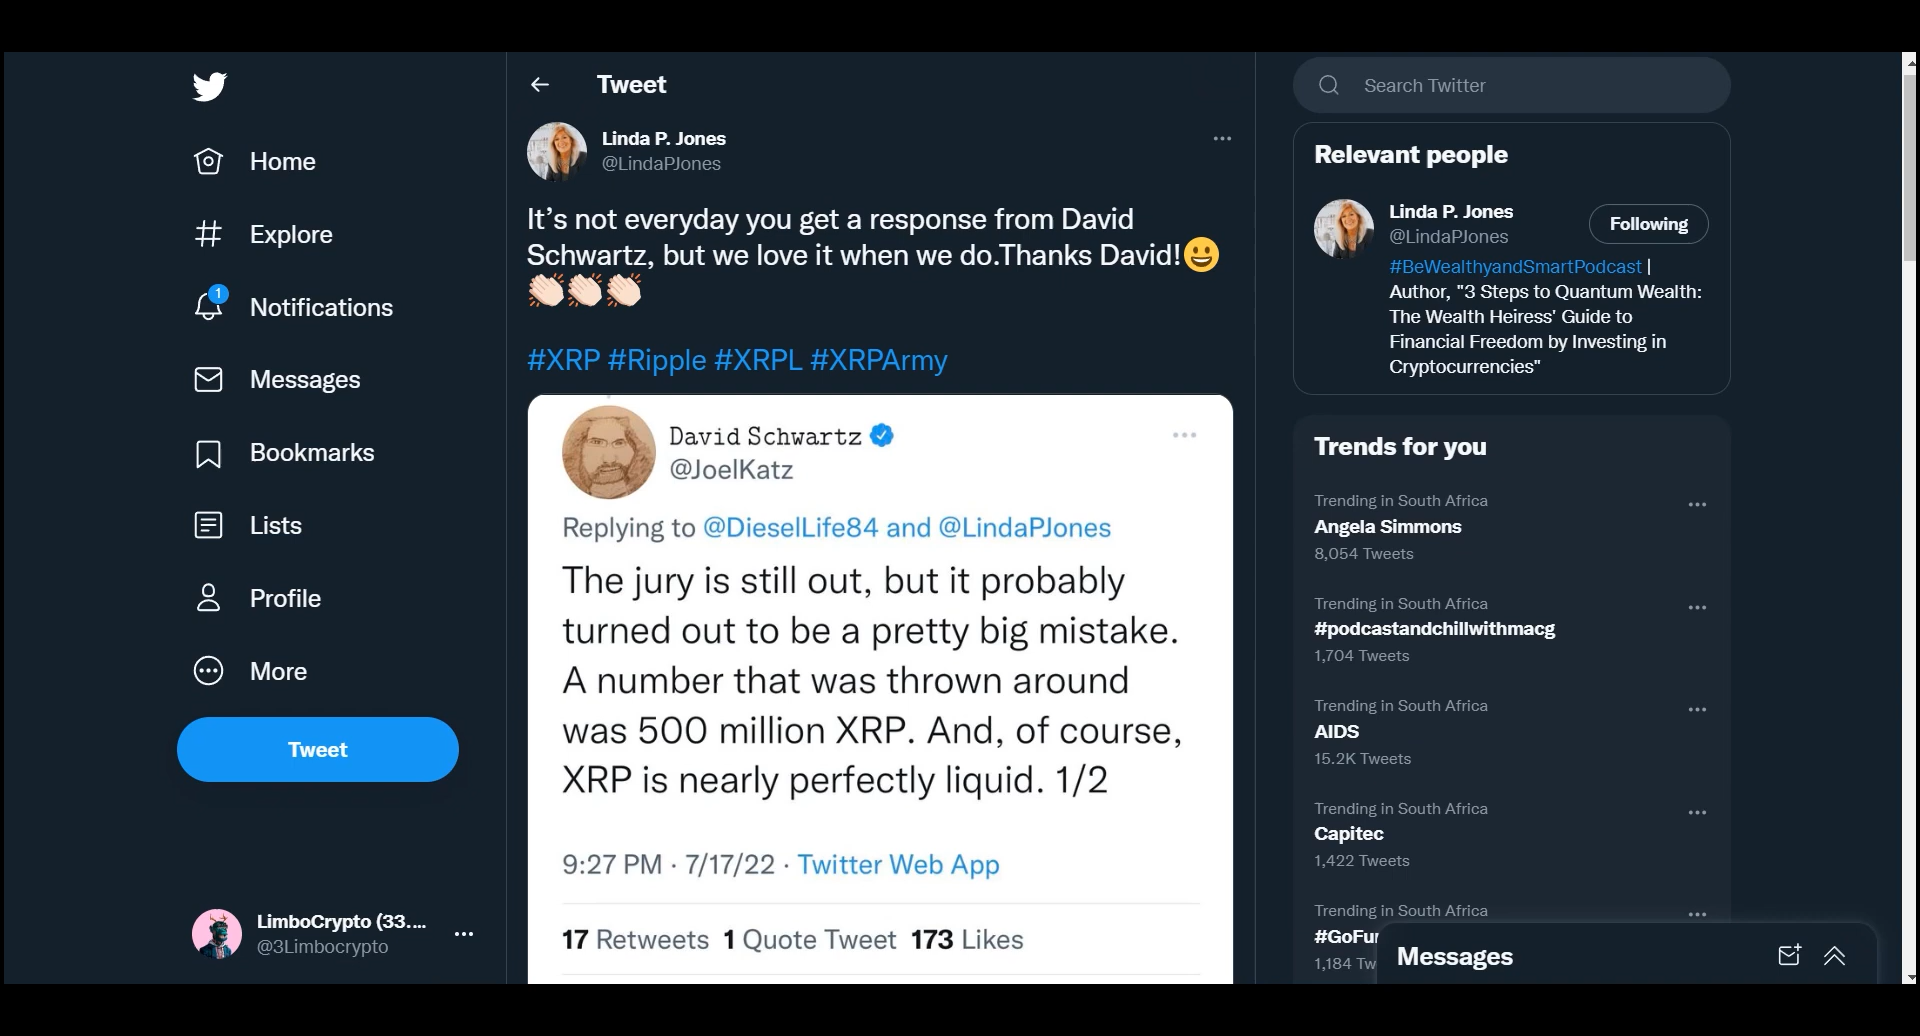 Home
Explore
1
Notifications
Messages
Bookmarks
Lists
Profile
More
Tweet
LimboCrypto (33....
@3Limbocrypto
Tweet
Linda P. Jones
@LindaPJones
It’s not everyday you get a response from David
Schwartz, but we love it when we do.Thanks David!😀
👏🏻👏🏻👏🏻
#XRP #Ripple #XRPL #XRPArmy
David Schwartz
@JoelKatz
Replying to @DieselLife84 and @LindaPJones
The jury is still out, but it probably
turned out to be a pretty big mistake.
A number that was thrown around
was 500 million XRP. And, of course,
XRP is nearly perfectly liquid. 1/2
9:27 PM · 7/17/22 · Twitter Web App
17 Retweets 1 Quote Tweet 173 Likes
Search Twitter
Relevant people
Linda P. Jones
@LindaPJones
Following
#BeWealthyandSmartPodcast |
Author, "3 Steps to Quantum Wealth:
The Wealth Heiress' Guide to
Financial Freedom by Investing in
Cryptocurrencies"
Trends for you
Trending in South Africa
Angela Simmons
8,054 Tweets
Trending in South Africa
#podcastandchillwithmacg
1,704 Tweets
Trending in South Africa
AIDS
15.2K Tweets
Trending in South Africa
Capitec
1,422 Tweets
Trending in South Africa
1,184
Messages